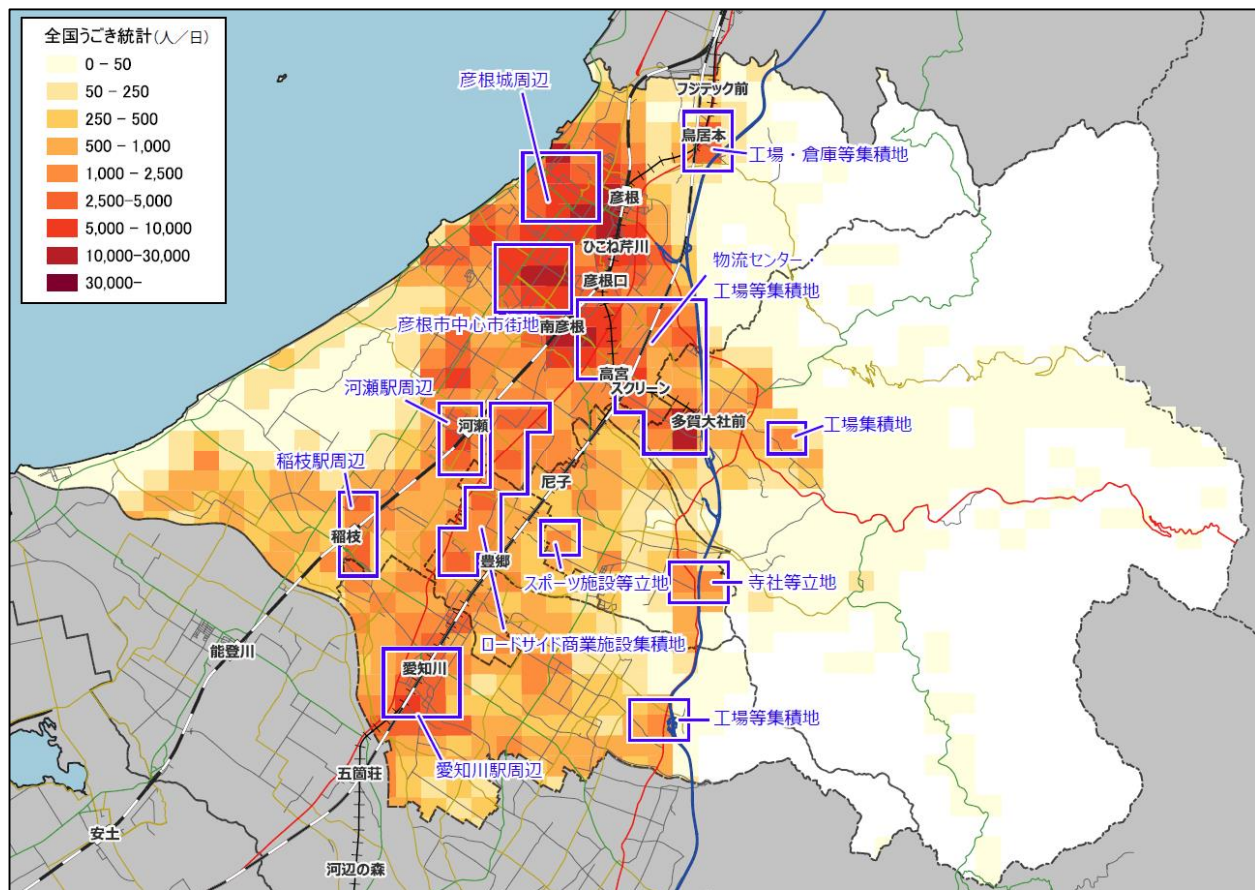 全国うごき統計(人／日)
0 – 50
50 – 250
250 – 500
500 – 1,000
1,000 – 2,500
2,500–5,000
5,000 – 10,000
10,000–30,000
30,000-
彦根城周辺
フジテック前
鳥居本
工場・倉庫等集積地
彦根
ひこね芹川
物流センター・
工場等集積地
彦根口
彦根市中心市街地
南彦根
高宮
スクリーン
河瀬駅周辺
河瀬
多賀大社前
工場集積地
稲枝駅周辺
尼子
稲枝
豊郷
スポーツ施設等立地
寺社等立地
ロードサイド商業施設集積地
能登川
愛知川
工場等集積地
愛知川駅周辺
五箇荘
安土
河辺の森